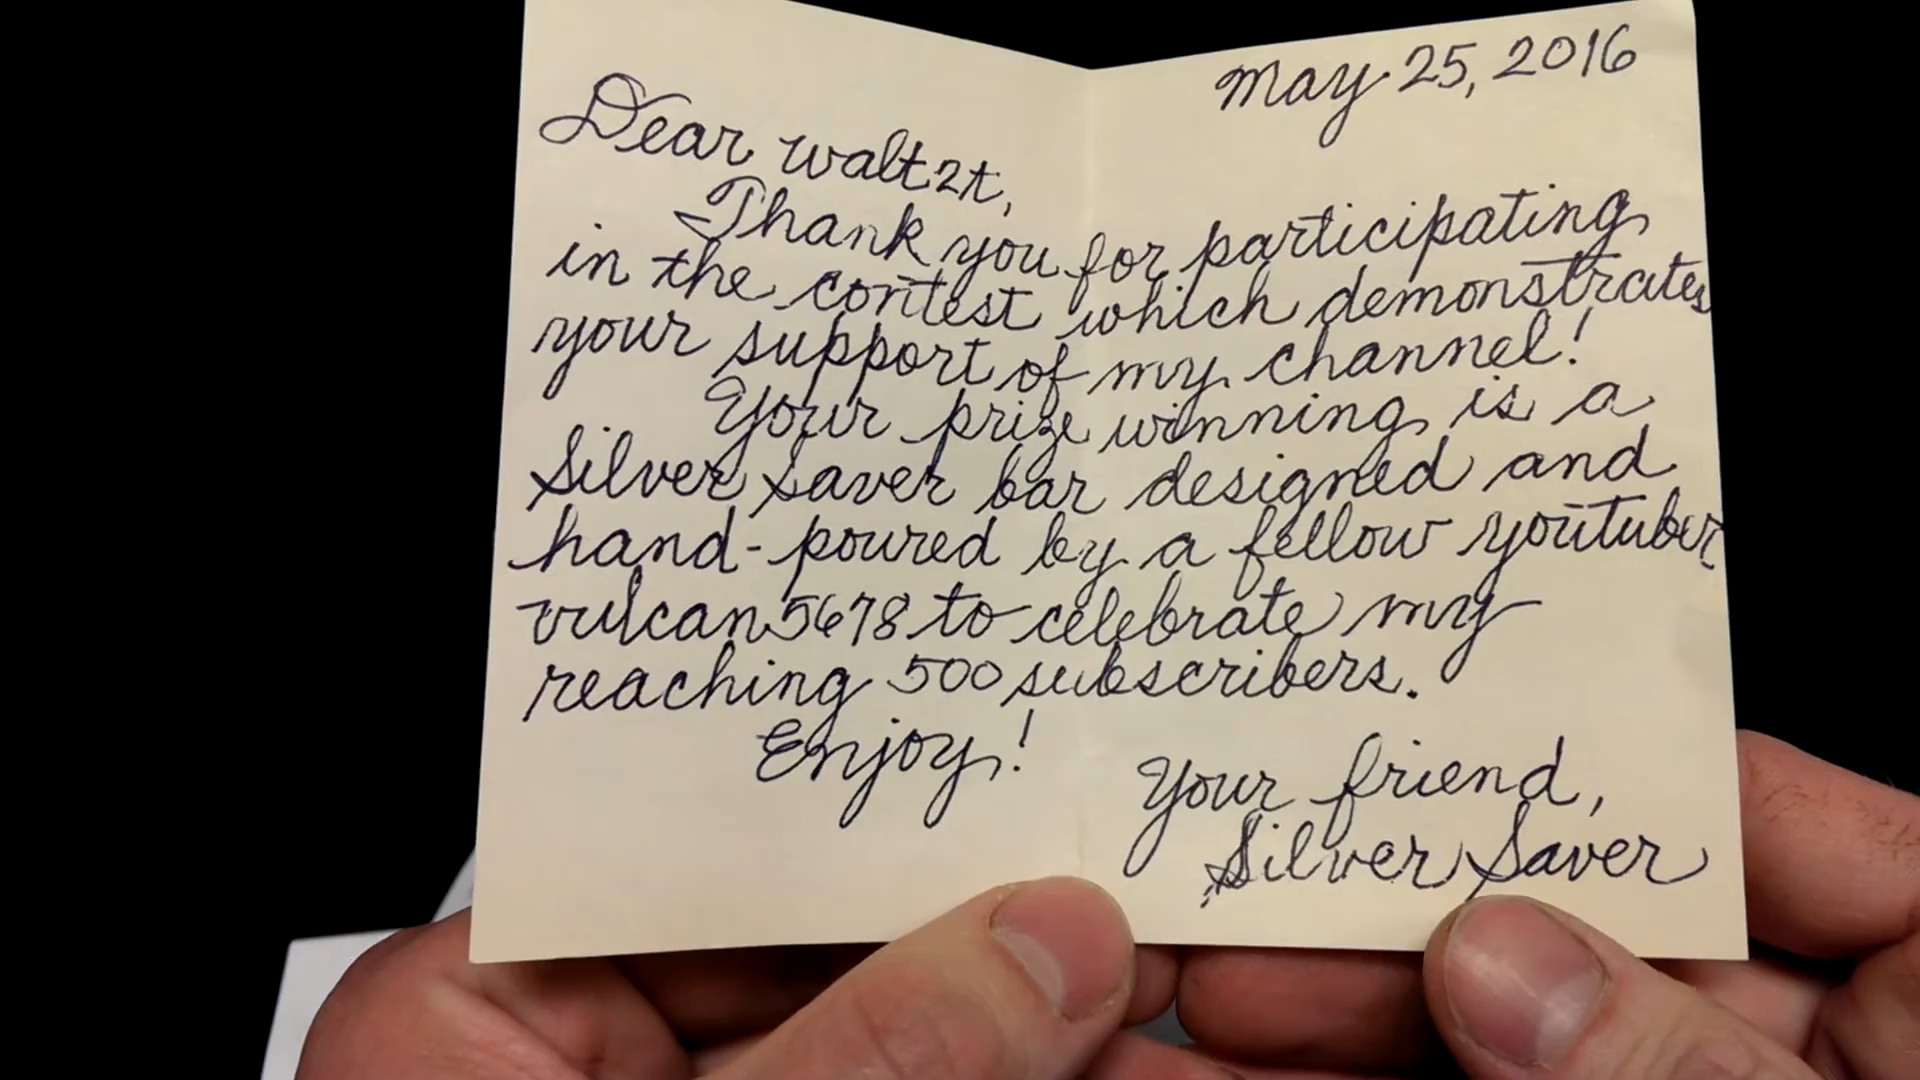 May 25, 2016
Dear walt2t,
Thank you for participating
in the contest which demonstrates
your support of my channel!
Your prize winning is a
Silver Saver bar designed and
hand-poured by a fellow youtuber
vulcan5678 to celebrate my
reaching 500 subscribers.
Enjoy!
Your friend,
Silver Saver